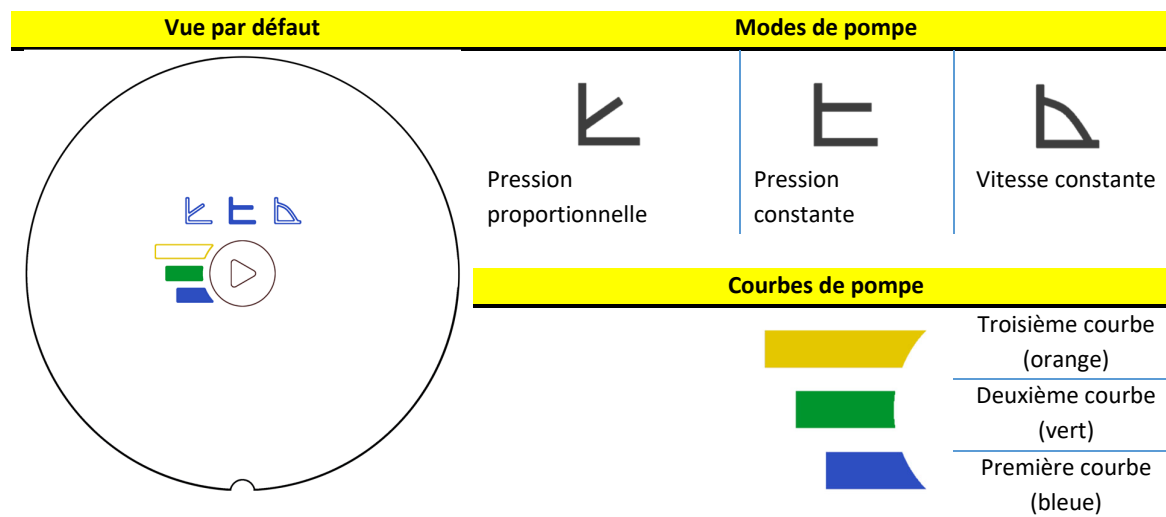 Vue par défaut
Modes de pompe
Pression
proportionnelle
Pression
constante
Vitesse constante
Courbes de pompe
Troisième courbe
(orange)
Deuxième courbe
(vert)
Première courbe
(bleue)